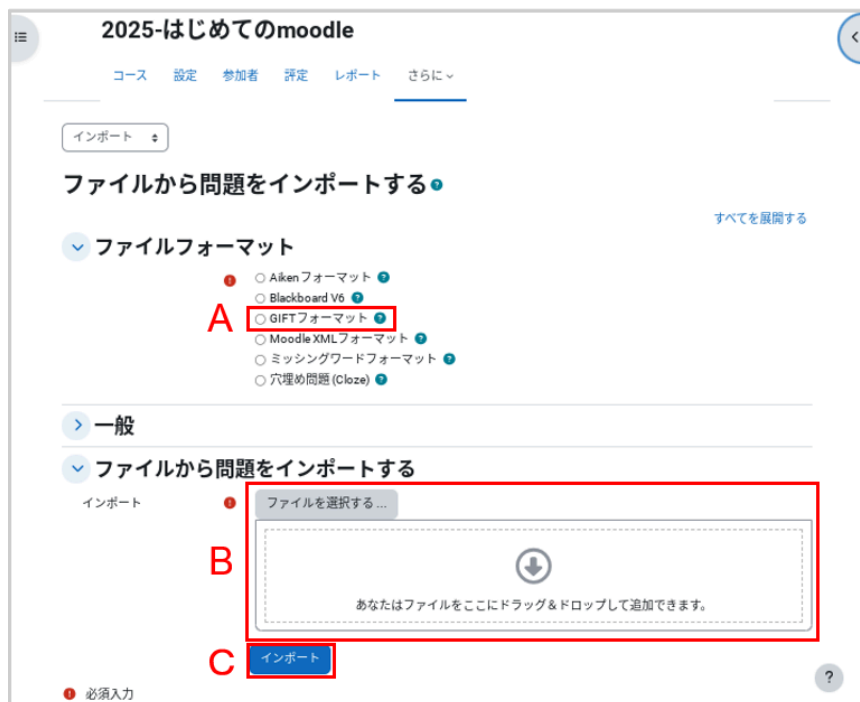 2025-はじめてのmoodle
コース 設定 参加者 評定 レポート さらに
インポート
ファイルから問題をインポートする ?
すべてを展開する
ファイルフォーマット
! Aiken フォーマット ?
Blackboard V6 ?
A GIFTフォーマット ?
Moodle XMLフォーマット ?
ミッシングワードフォーマット ?
穴埋め問題 (Cloze) ?
一般
ファイルから問題をインポートする
インポート ! ファイルを選択する ...
B
あなたはファイルをここにドラッグ＆ドロップして追加できます。
C インポート
?
! 必須入力